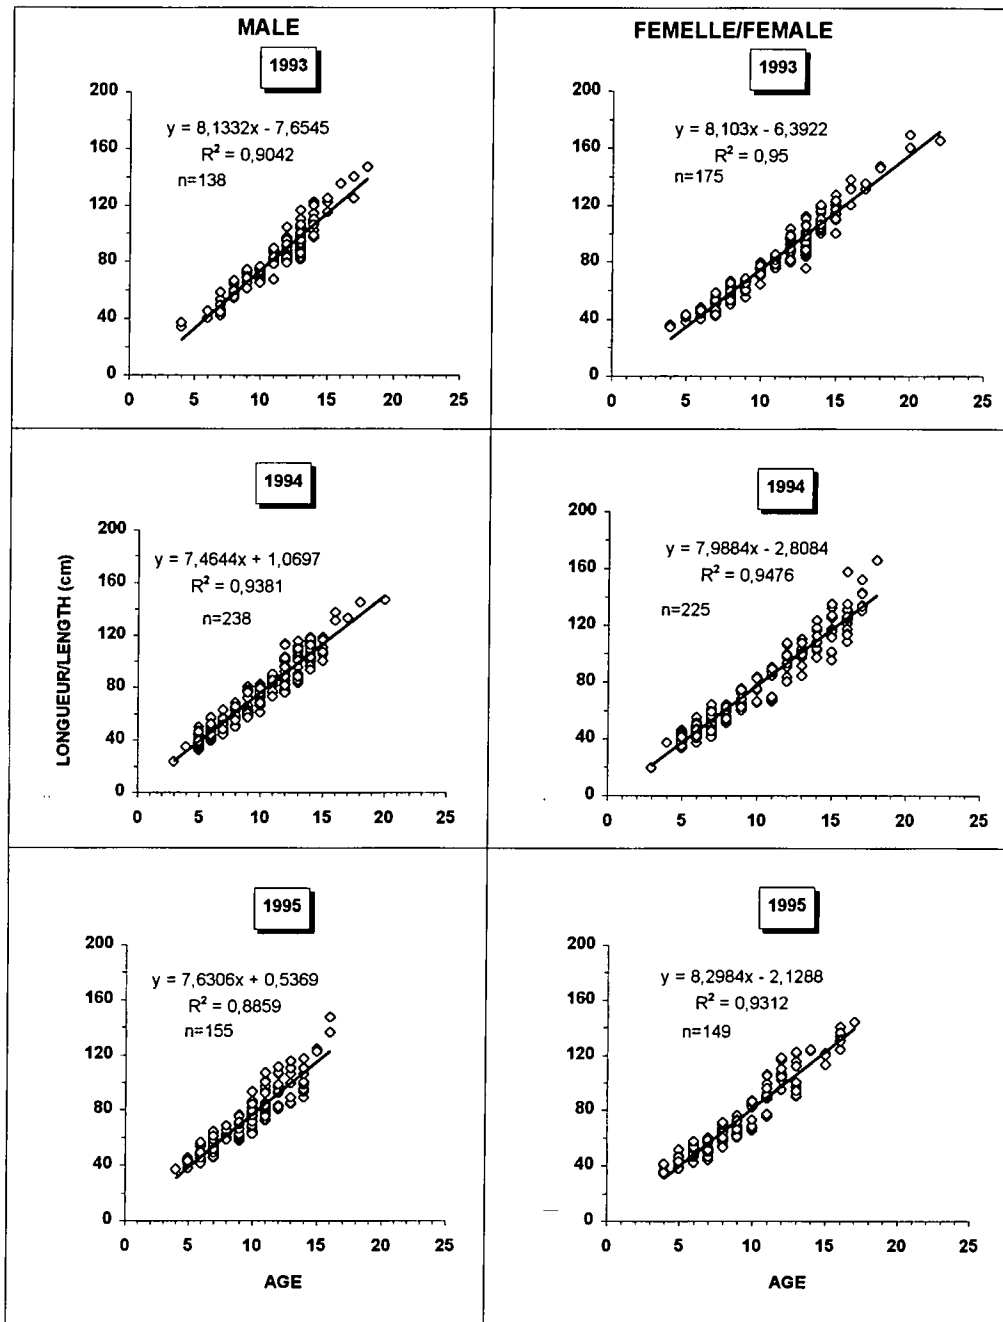 MALE
FEMELLE/FEMALE
1993
200
160
120
80
40
0
y = 8,1332x - 7,6545
R² = 0,9042
n=138
0 5 10 15 20 25
1993
200
160
120
80
40
0
y = 8,103x - 6,3922
R² = 0,95
n=175
0 5 10 15 20 25
1994
LONGUEUR/LENGTH (cm)
200
160
120
80
40
0
y = 7,4644x + 1,0697
R² = 0,9381
n=238
0 5 10 15 20 25
1994
200
160
120
80
40
0
y = 7,9884x - 2,8084
R² = 0,9476
n=225
0 5 10 15 20 25
1995
200
160
120
80
40
0
y = 7,6306x + 0,5369
R² = 0,8859
n=155
0 5 10 15 20 25
AGE
1995
200
160
120
80
40
0
y = 8,2984x - 2,1288
R² = 0,9312
n=149
0 5 10 15 20 25
AGE